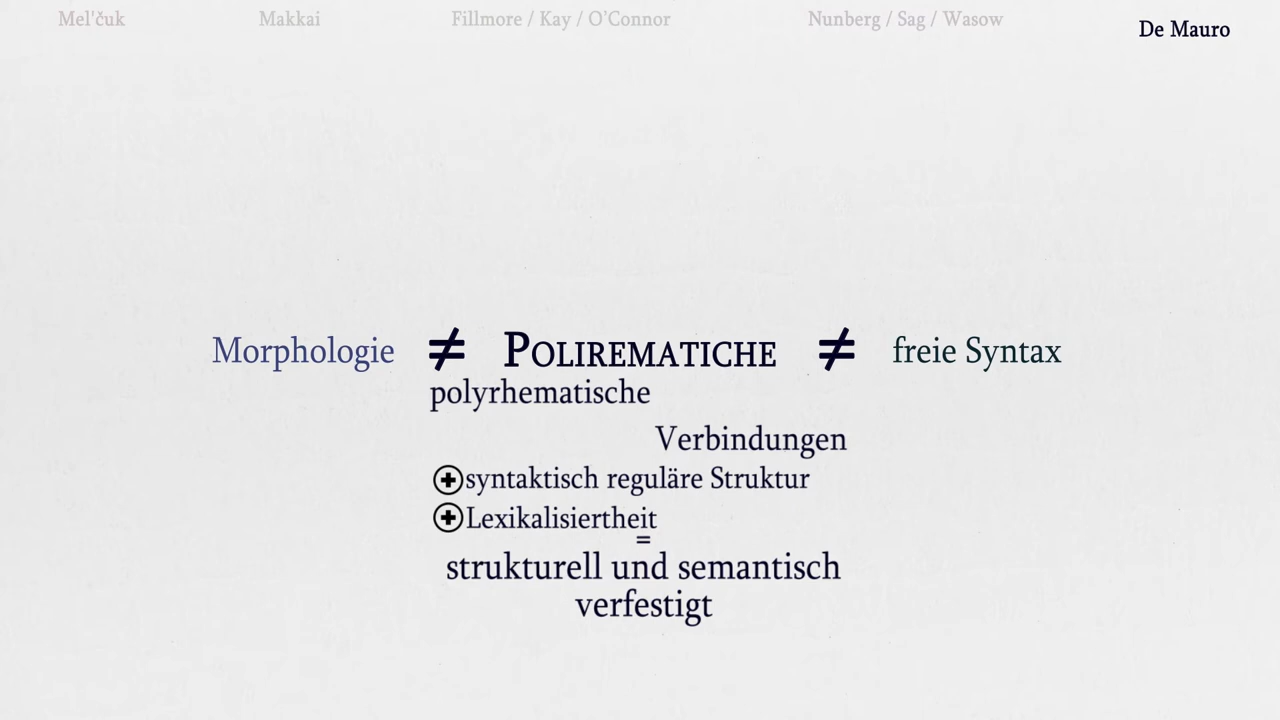 Mel'čuk Makkai Fillmore / Kay / O’Connor Nunberg / Sag / Wasow De Mauro
Morphologie ≠ POLIREMATICHE ≠ freie Syntax
polyrhematische
Verbindungen
+ syntaktisch reguläre Struktur
+ Lexikalisiertheit
=
strukturell und semantisch
verfestigt